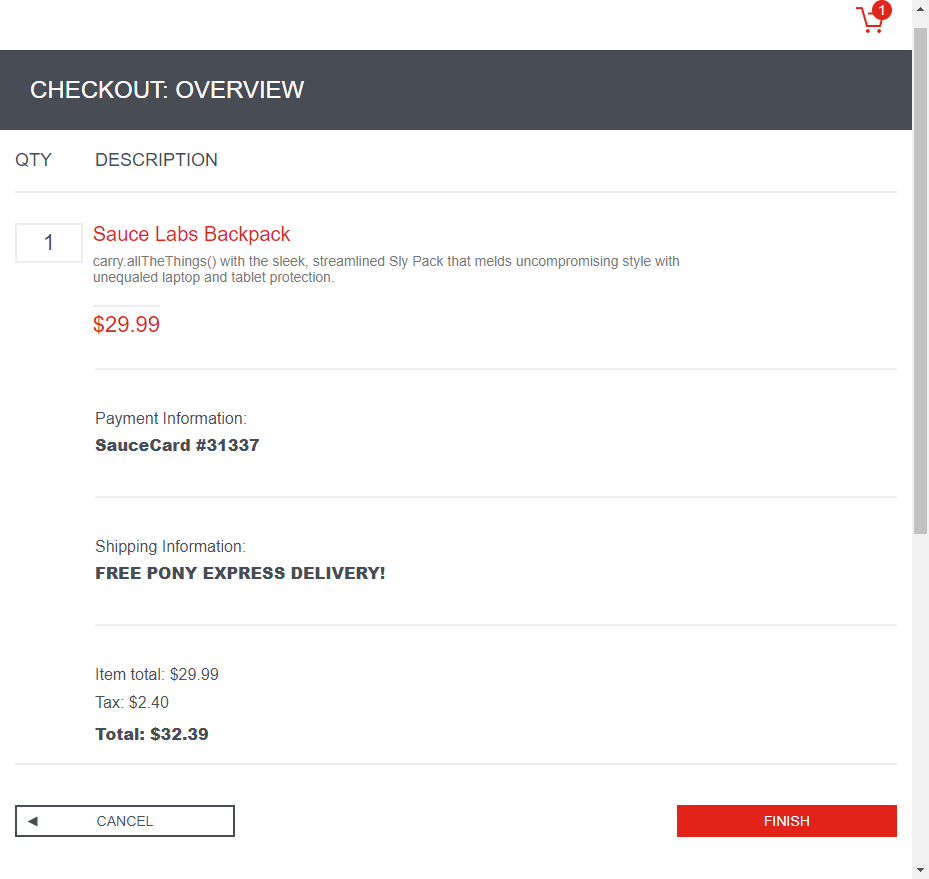 1
CHECKOUT: OVERVIEW
QTY DESCRIPTION
1 Sauce Labs Backpack
carry.allTheThings() with the sleek, streamlined Sly Pack that melds uncompromising style with
unequaled laptop and tablet protection.
$29.99
Payment Information:
SauceCard #31337
Shipping Information:
FREE PONY EXPRESS DELIVERY!
Item total: $29.99
Tax: $2.40
Total: $32.39
CANCEL FINISH